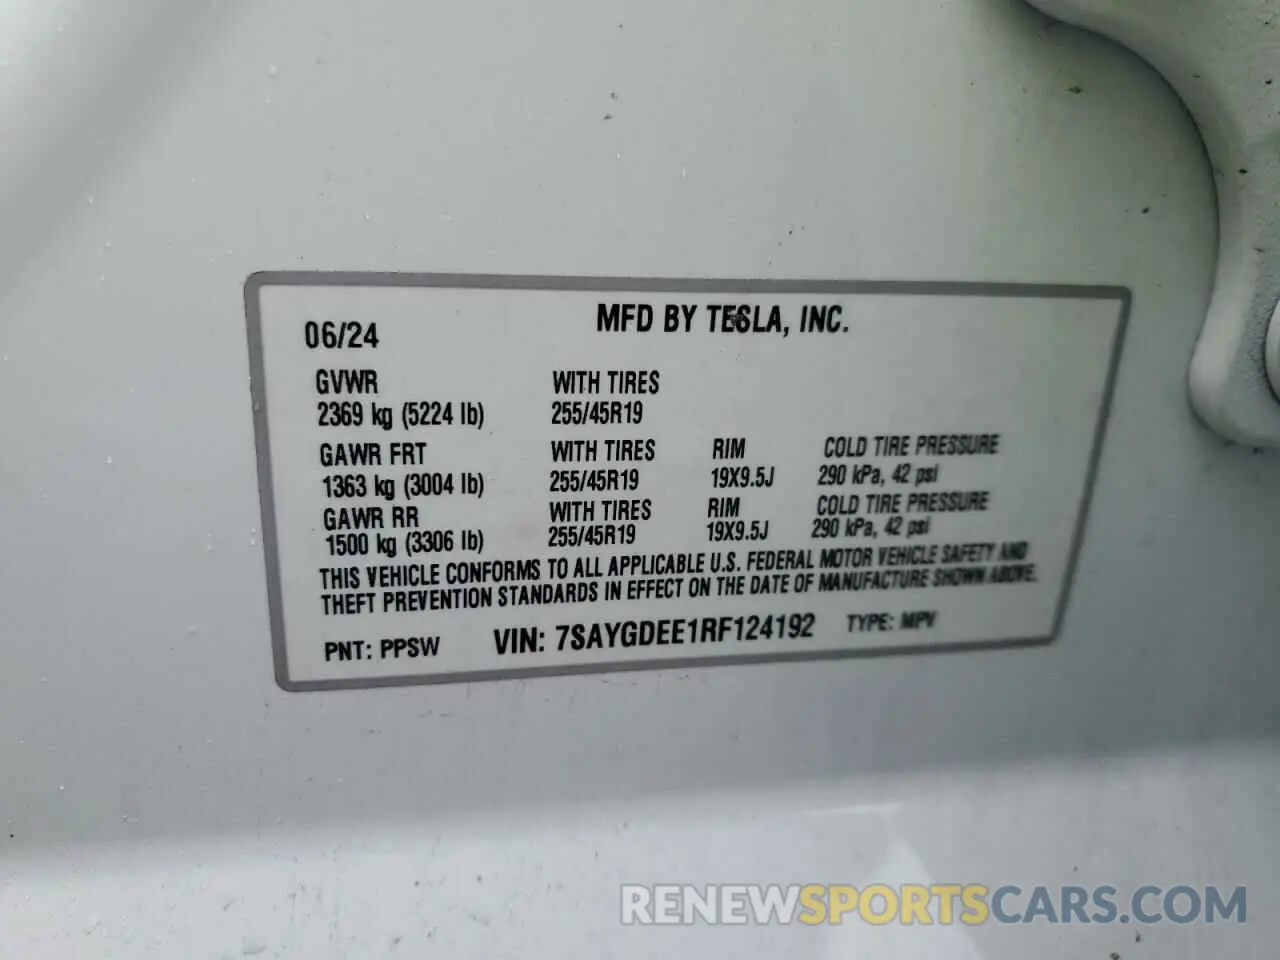 MFD BY TESLA, INC.
06/24
GVWR WITH TIRES
2369 kg (5224 lb) 255/45R19
GAWR FRT WITH TIRES RIM COLD TIRE PRESSURE
1363 kg (3004 lb) 255/45R19 19X9.5J 290 kPa, 42 psi
GAWR RR WITH TIRES RIM COLD TIRE PRESSURE
1500 kg (3306 lb) 255/45R19 19X9.5J 290 kPa, 42 psi
THIS VEHICLE CONFORMS TO ALL APPLICABLE U.S. FEDERAL MOTOR VEHICLE SAFETY AND
THEFT PREVENTION STANDARDS IN EFFECT ON THE DATE OF MANUFACTURE SHOWN ABOVE.
PNT: PPSW VIN: 7SAYGDEE1RF124192 TYPE: MPV
RENEWSPORTSCARS.COM